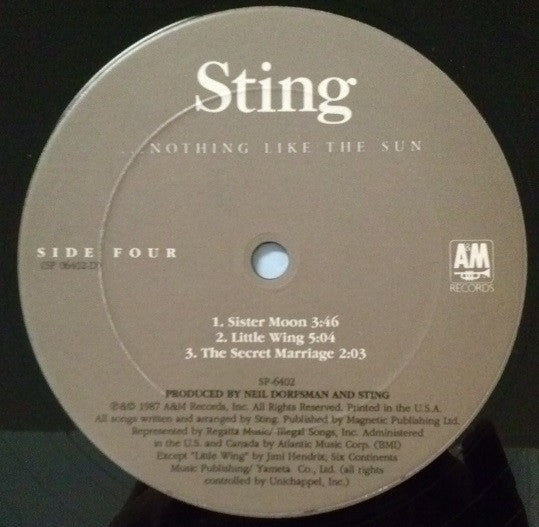 Sting
...NOTHING LIKE THE SUN
SIDE FOUR
(SP 06402-D)
A&M
RECORDS
1. Sister Moon 3:46
2. Little Wing 5:04
3. The Secret Marriage 2:03
SP-6402
PRODUCED BY NEIL DORFSMAN AND STING
℗&© 1987 A&M Records, Inc. All Rights Reserved. Printed in the U.S.A.
All songs written and arranged by Sting. Published by Magnetic Publishing Ltd.
Represented by Regatta Music/ Illegal Songs, Inc. Administered
in the U.S. and Canada by Atlantic Music Corp. (BMI)
Except "Little Wing" by Jimi Hendrix; Six Continents
Music Publishing/ Yameta Co., Ltd. (all rights
controlled by Unichappel, Inc.)